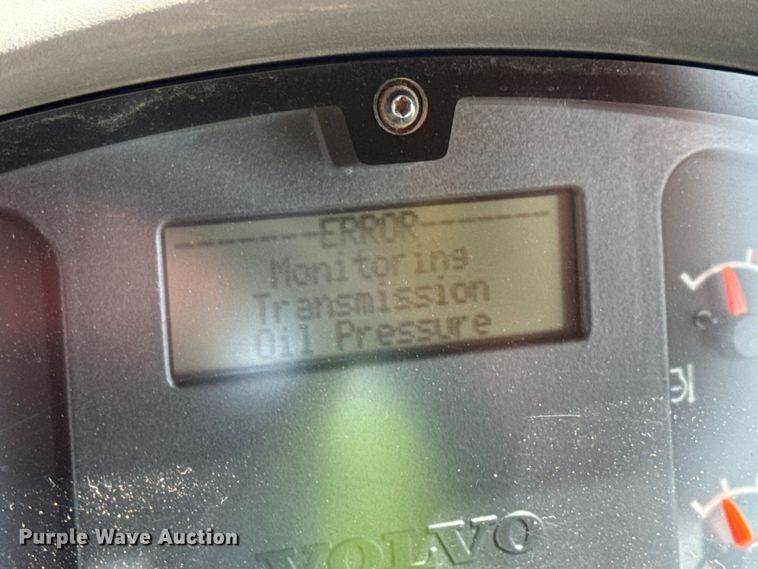 --------ERROR--------
Monitoring
Transmission
Oil Pressure
VOLVO
Purple Wave Auction